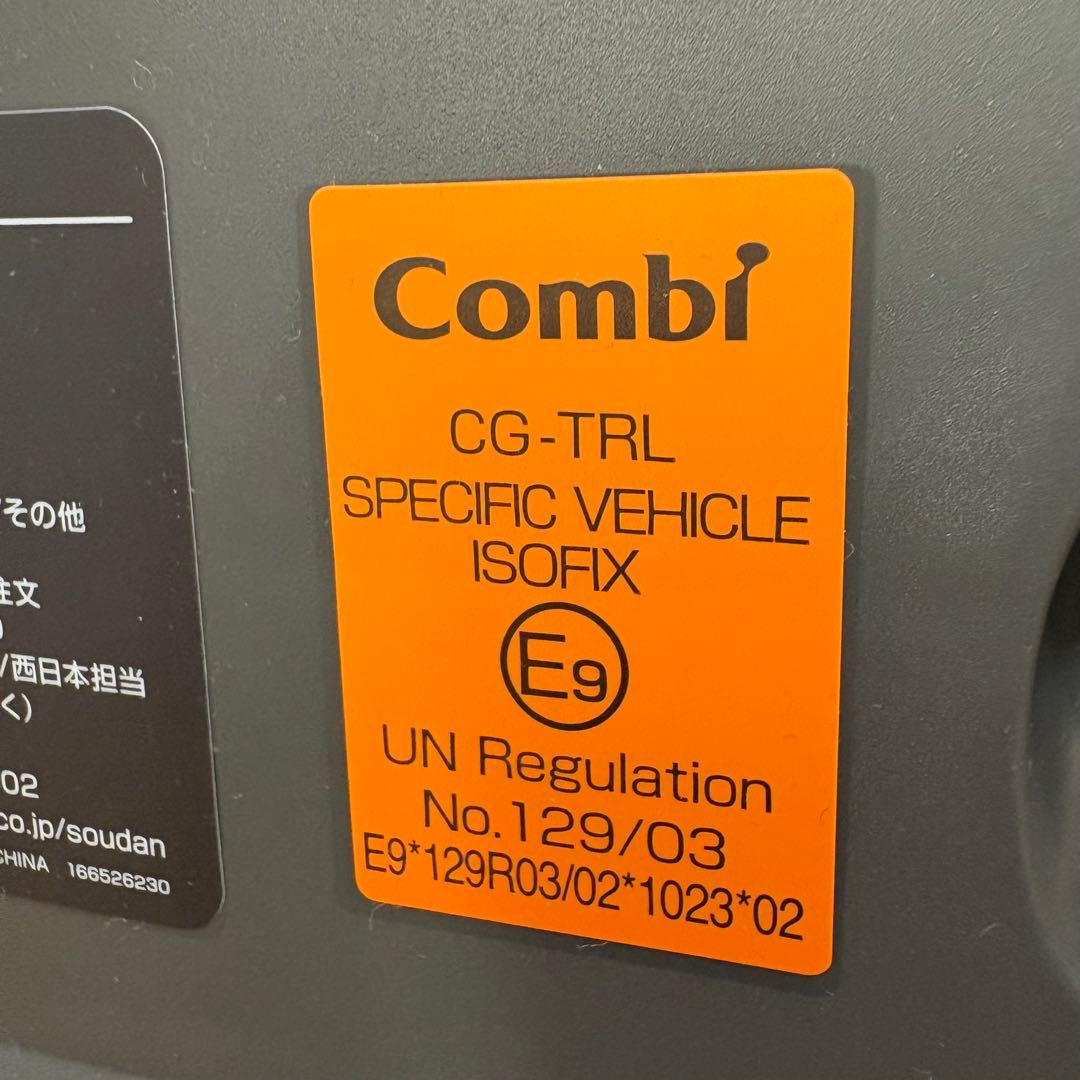 その他
注文
/西日本担当
く)
02
co.jp/soudan
CHINA 166526230
Combi
CG-TRL
SPECIFIC VEHICLE
ISOFIX
E9
UN Regulation
No.129/03
E9*129R03/02*1023*02